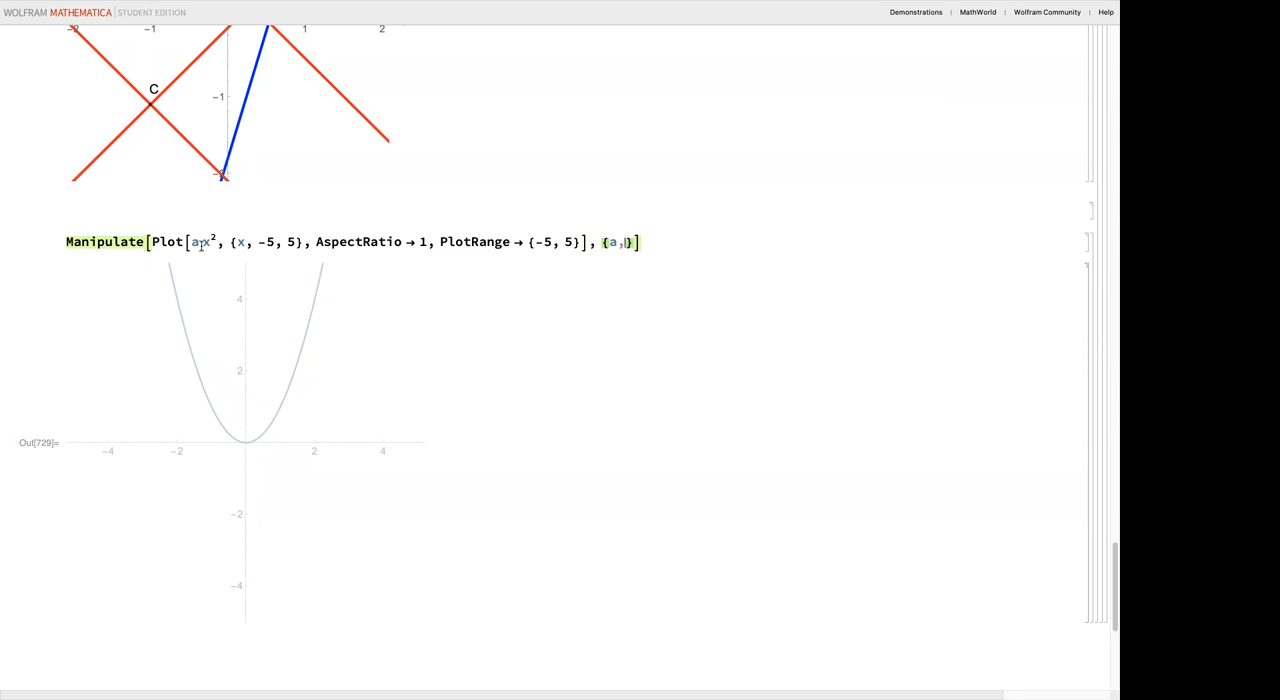 WOLFRAM MATHEMATICA | STUDENT EDITION
Demonstrations | MathWorld | Wolfram Community | Help
-2 -1 1 2
C
-1
Manipulate[Plot[a x², {x, -5, 5}, AspectRatio → 1, PlotRange → {-5, 5}], {a,}]
4
2
Out[729]=
-4 -2 2 4
-2
-4